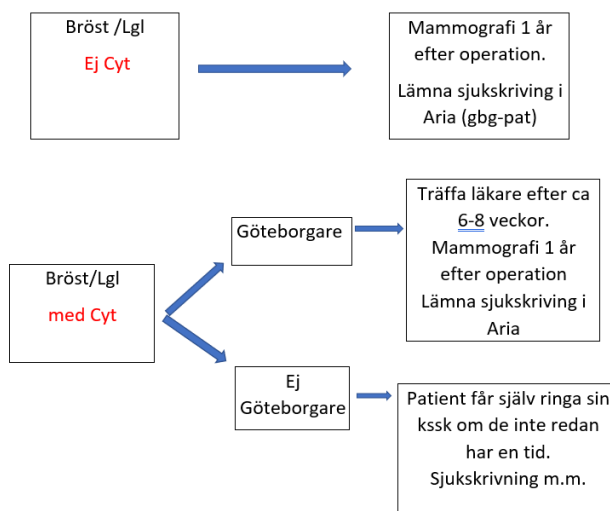 Bröst /Lgl
Ej Cyt
Mammografi 1 år
efter operation.
Lämna sjukskriving i
Aria (gbg-pat)
Bröst/Lgl
med Cyt
Göteborgare
Träffa läkare efter ca
6-8 veckor.
Mammografi 1 år
efter operation
Lämna sjukskriving i
Aria
Ej
Göteborgare
Patient får själv ringa sin
kssk om de inte redan
har en tid.
Sjukskrivning m.m.